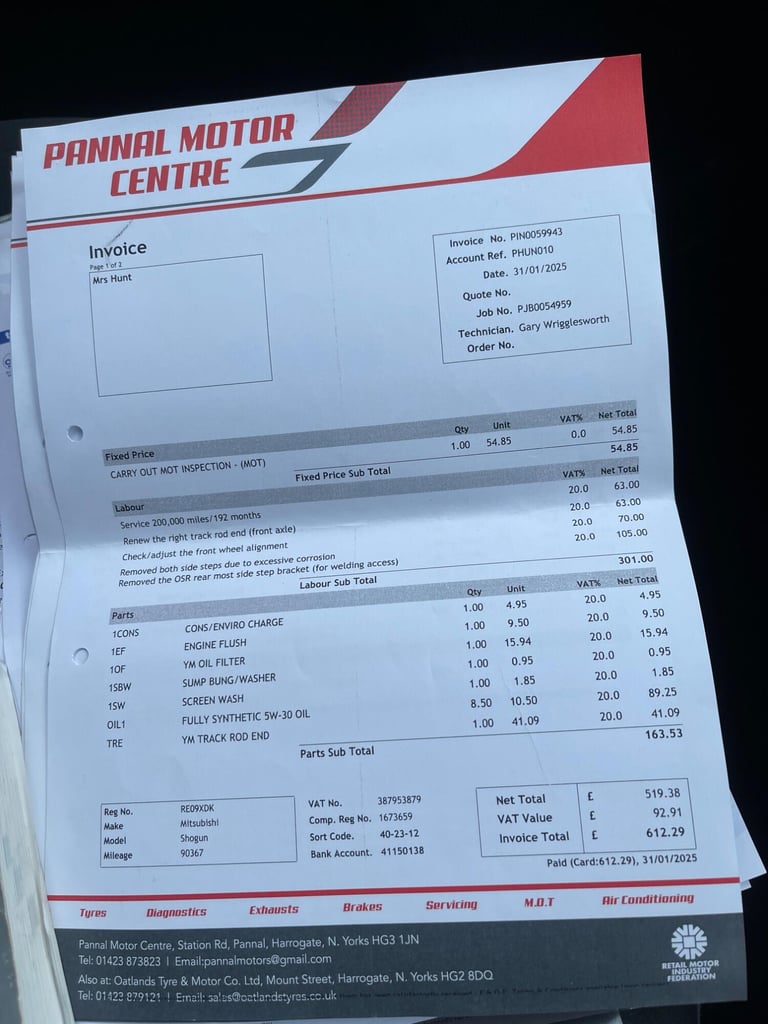 PANNAL MOTOR
CENTRE
Invoice
Page 1 of 2
Mrs Hunt
Invoice No. PIN0059943
Account Ref. PHUN010
Date. 31/01/2025
Quote No.
Job No. PJB0054959
Technician. Gary Wrigglesworth
Order No.
Fixed Price Qty Unit VAT% Net Total
CARRY OUT MOT INSPECTION - (MOT) 1.00 54.85 0.0 54.85
Fixed Price Sub Total 54.85
Labour VAT% Net Total
Service 200,000 miles/192 months 20.0 63.00
Renew the right track rod end (front axle) 20.0 63.00
Check/adjust the front wheel alignment 20.0 70.00
Removed both side steps due to excessive corrosion 20.0 105.00
Removed the OSR rear most side step bracket (for welding access)
Labour Sub Total 301.00
Parts Qty Unit VAT% Net Total
1CONS CONS/ENVIRO CHARGE 1.00 4.95 20.0 4.95
1EF ENGINE FLUSH 1.00 9.50 20.0 9.50
1OF YM OIL FILTER 1.00 15.94 20.0 15.94
1SBW SUMP BUNG/WASHER 1.00 0.95 20.0 0.95
1SW SCREEN WASH 1.00 1.85 20.0 1.85
OIL1 FULLY SYNTHETIC 5W-30 OIL 8.50 10.50 20.0 89.25
TRE YM TRACK ROD END 1.00 41.09 20.0 41.09
Parts Sub Total 163.53
Reg No. RE09XDK
Make Mitsubishi
Model Shogun
Mileage 90367
VAT No. 387953879
Comp. Reg No. 1673659
Sort Code. 40-23-12
Bank Account. 41150138
Net Total £ 519.38
VAT Value £ 92.91
Invoice Total £ 612.29
Paid (Card:612.29), 31/01/2025
Tyres Diagnostics Exhausts Brakes Servicing M.O.T Air Conditioning
Pannal Motor Centre, Station Rd, Pannal, Harrogate, N. Yorks HG3 1JN
Tel: 01423 873823 | Email:pannalmotors@gmail.com
Also at: Oatlands Tyre & Motor Co. Ltd, Mount Street, Harrogate, N. Yorks HG2 8DQ
Tel: 01423 879121 | Email: sales@oatlandstyres.co.uk
RETAIL MOTOR
INDUSTRY
FEDERATION